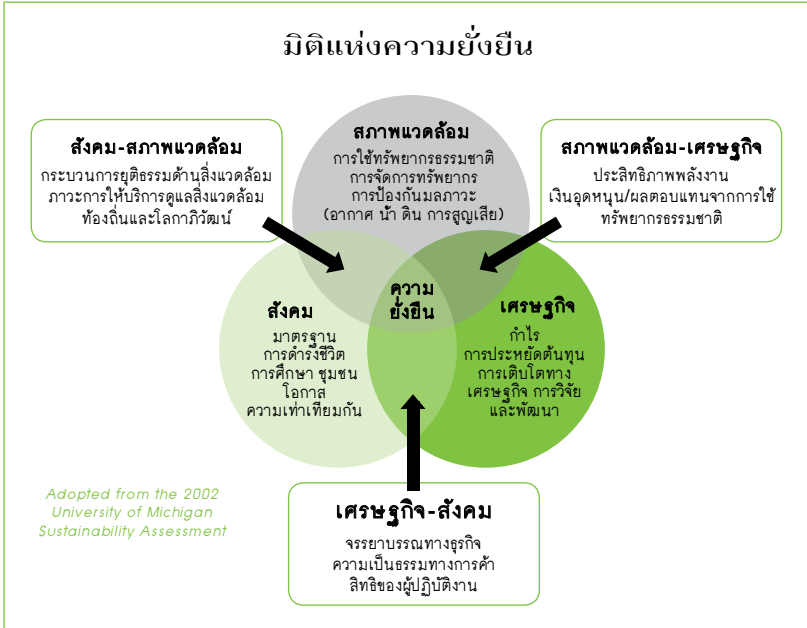 มิติแห่งความยั่งยืน
สังคม-สภาพแวดล้อม
กระบวนการยุติธรรมด้านสิ่งแวดล้อม
ภาวะการให้บริการดูแลสิ่งแวดล้อม
ท้องถิ่นและโลกาภิวัฒน์
สภาพแวดล้อม
การใช้ทรัพยากรธรรมชาติ
การจัดการทรัพยากร
การป้องกันมลภาวะ
(อากาศ น้ำ ดิน การสูญเสีย)
สภาพแวดล้อม-เศรษฐกิจ
ประสิทธิภาพพลังงาน
เงินอุดหนุน/ผลตอบแทนจากการใช้
ทรัพยากรธรรมชาติ
ความ
ยั่งยืน
สังคม
มาตรฐาน
การดำรงชีวิต
การศึกษา ชุมชน
โอกาส
ความเท่าเทียมกัน
เศรษฐกิจ
กำไร
การประหยัดต้นทุน
การเติบโตทาง
เศรษฐกิจ การวิจัย
และพัฒนา
Adopted from the 2002
University of Michigan
Sustainability Assessment
เศรษฐกิจ-สังคม
จรรยาบรรณทางธุรกิจ
ความเป็นธรรมทางการค้า
สิทธิของผู้ปฏิบัติงาน